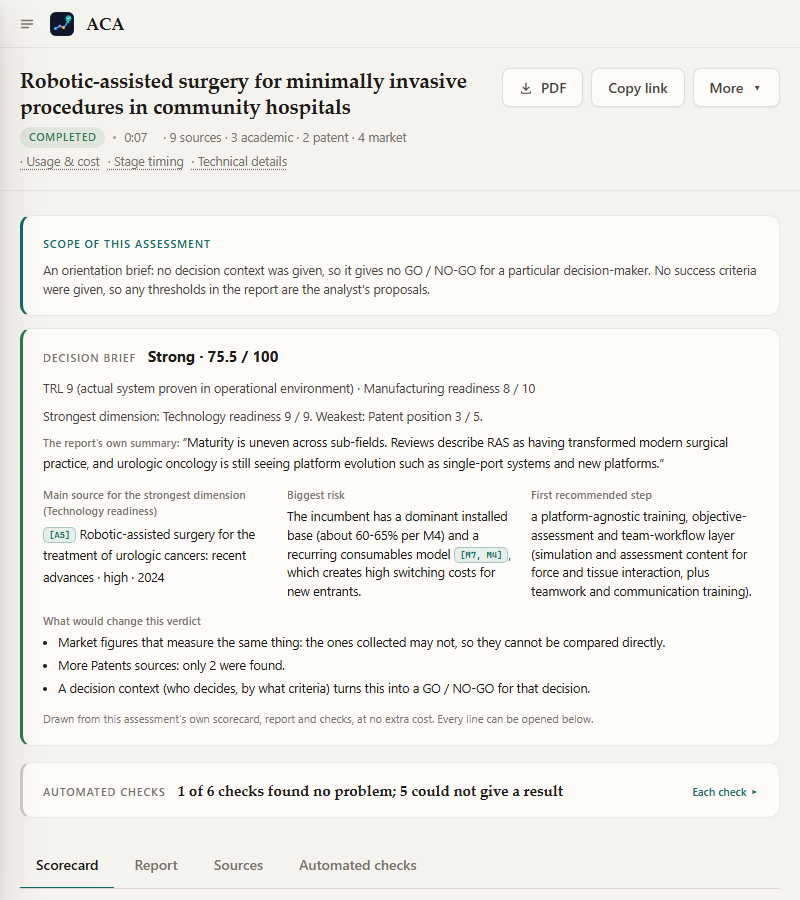 ACA
Robotic-assisted surgery for minimally invasive
procedures in community hospitals
PDF
Copy link
More ▾
COMPLETED • 0:07 · 9 sources · 3 academic · 2 patent · 4 market
· Usage & cost · Stage timing · Technical details
SCOPE OF THIS ASSESSMENT
An orientation brief: no decision context was given, so it gives no GO / NO-GO for a particular decision-maker. No success criteria
were given, so any thresholds in the report are the analyst's proposals.
DECISION BRIEF Strong · 75.5 / 100
TRL 9 (actual system proven in operational environment) · Manufacturing readiness 8 / 10
Strongest dimension: Technology readiness 9 / 9. Weakest: Patent position 3 / 5.
The report's own summary: “Maturity is uneven across sub-fields. Reviews describe RAS as having transformed modern surgical
practice, and urologic oncology is still seeing platform evolution such as single-port systems and new platforms.”
Main source for the strongest dimension
(Technology readiness)
[A5] Robotic-assisted surgery for the
treatment of urologic cancers: recent
advances · high · 2024
Biggest risk
The incumbent has a dominant installed
base (about 60-65% per M4) and a
recurring consumables model [M7, M4],
which creates high switching costs for
new entrants.
First recommended step
a platform-agnostic training, objective-
assessment and team-workflow layer
(simulation and assessment content for
force and tissue interaction, plus
teamwork and communication training).
What would change this verdict
• Market figures that measure the same thing: the ones collected may not, so they cannot be compared directly.
• More Patents sources: only 2 were found.
• A decision context (who decides, by what criteria) turns this into a GO / NO-GO for that decision.
Drawn from this assessment's own scorecard, report and checks, at no extra cost. Every line can be opened below.
AUTOMATED CHECKS 1 of 6 checks found no problem; 5 could not give a result
Each check ▸
Scorecard
Report
Sources
Automated checks